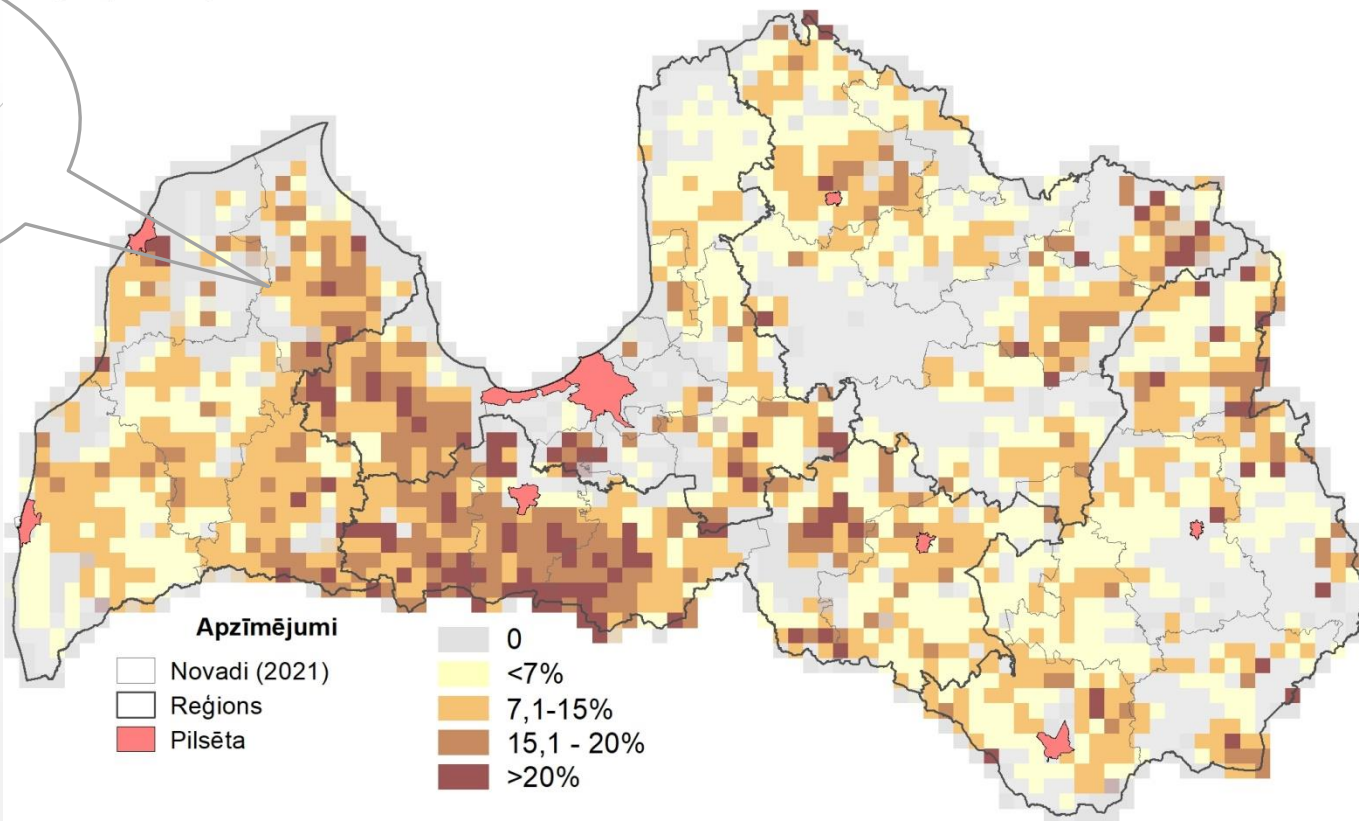 Apzīmējumi
Novadi (2021)
Reģions
Pilsēta
0
<7%
7,1-15%
15,1 - 20%
>20%